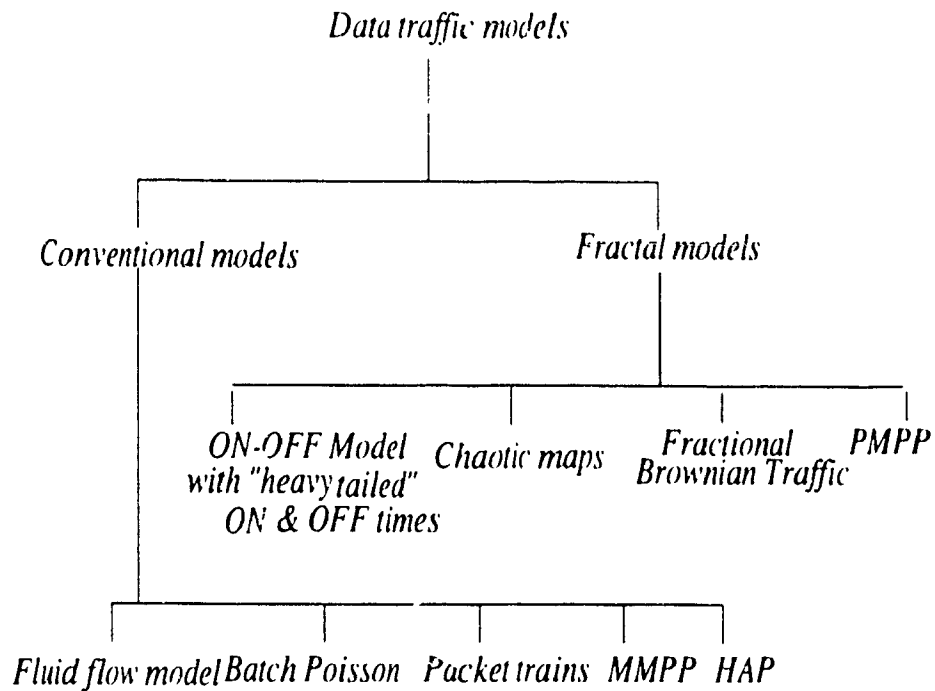 Data traffic models
Conventional models
Fractal models
ON-OFF Model
with "heavy tailed"
ON & OFF times
Chaotic maps
Fractional
Brownian Traffic
PMPP
Fluid flow model
Batch Poisson
Packet trains
MMPP
HAP